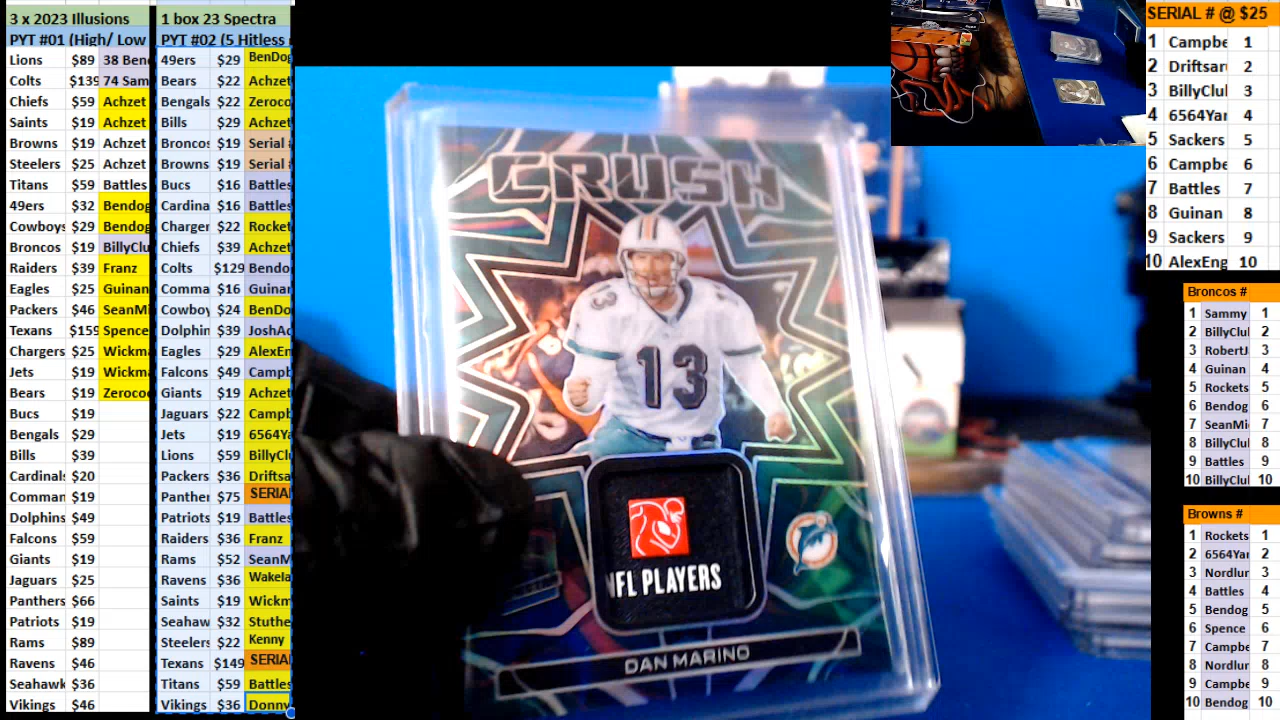 3 x 2023 Illusions
PYT #01 (High/ Low
Lions $89 38 Ben
Colts $139 74 Sam
Chiefs $59 Achzet
Saints $19 Achzet
Browns $19 Achzet
Steelers $25 Achzet
Titans $59 Battles
49ers $32 Bendog
Cowboys $29 Bendog
Broncos $19 BillyClu
Raiders $39 Franz
Eagles $25 Guinan
Packers $46 SeanMi
Texans $159 Spence
Chargers $25 Wickma
Jets $19 Wickma
Bears $19 Zerocoo
Bucs $19
Bengals $29
Bills $39
Cardinals $20
Comman $19
Dolphins $49
Falcons $59
Giants $19
Jaguars $25
Panthers $66
Patriots $19
Rams $89
Ravens $46
Seahawk $36
Vikings $46
1 box 23 Spectra
PYT #02 (5 Hitless
49ers $29 BenDog
Bears $22 Achzet
Bengals $22 Zeroco
Bills $29 Achzet
Broncos $19 Serial #
Browns $19 Serial #
Bucs $16 Battles
Cardina $16 Battles
Charger $22 Rocket
Chiefs $39 Achzet
Colts $129 Bendo
Comma $16 Guinar
Cowboy $24 BenDo
Dolphin $39 JoshAc
Eagles $29 AlexEn
Falcons $49 Campb
Giants $19 Achzet
Jaguars $22 Campb
Jets $19 6564Ya
Lions $59 BillyClu
Packers $36 Driftsa
Panther $75 SERIA
Patriots $19 Battles
Raiders $36 Franz
Rams $52 SeanM
Ravens $36 Wakela
Saints $19 Wickm
Seahaw $32 Stuthe
Steelers $22 Kenny
Texans $149 SERIA
Titans $59 Battles
Vikings $36 Donny
CRUSH
13
13
13
NFL PLAYERS
DAN MARINO
SERIAL # @ $25
1 Campbe 1
2 Driftsar 2
3 BillyClul 3
4 6564Yar 4
5 Sackers 5
6 Campbe 6
7 Battles 7
8 Guinan 8
9 Sackers 9
10 AlexEng 10
Broncos #
1 Sammy 1
2 BillyClul 2
3 RobertJ 3
4 Guinan 4
5 Rockets 5
6 Bendog 6
7 SeanMi 7
8 BillyClul 8
9 Battles 9
10 BillyClul 10
Browns #
1 Rockets 1
2 6564Yar 2
3 Nordlur 3
4 Battles 4
5 Bendog 5
6 Spence 6
7 Campbe 7
8 Nordlur 8
9 Campbe 9
10 Bendog 10